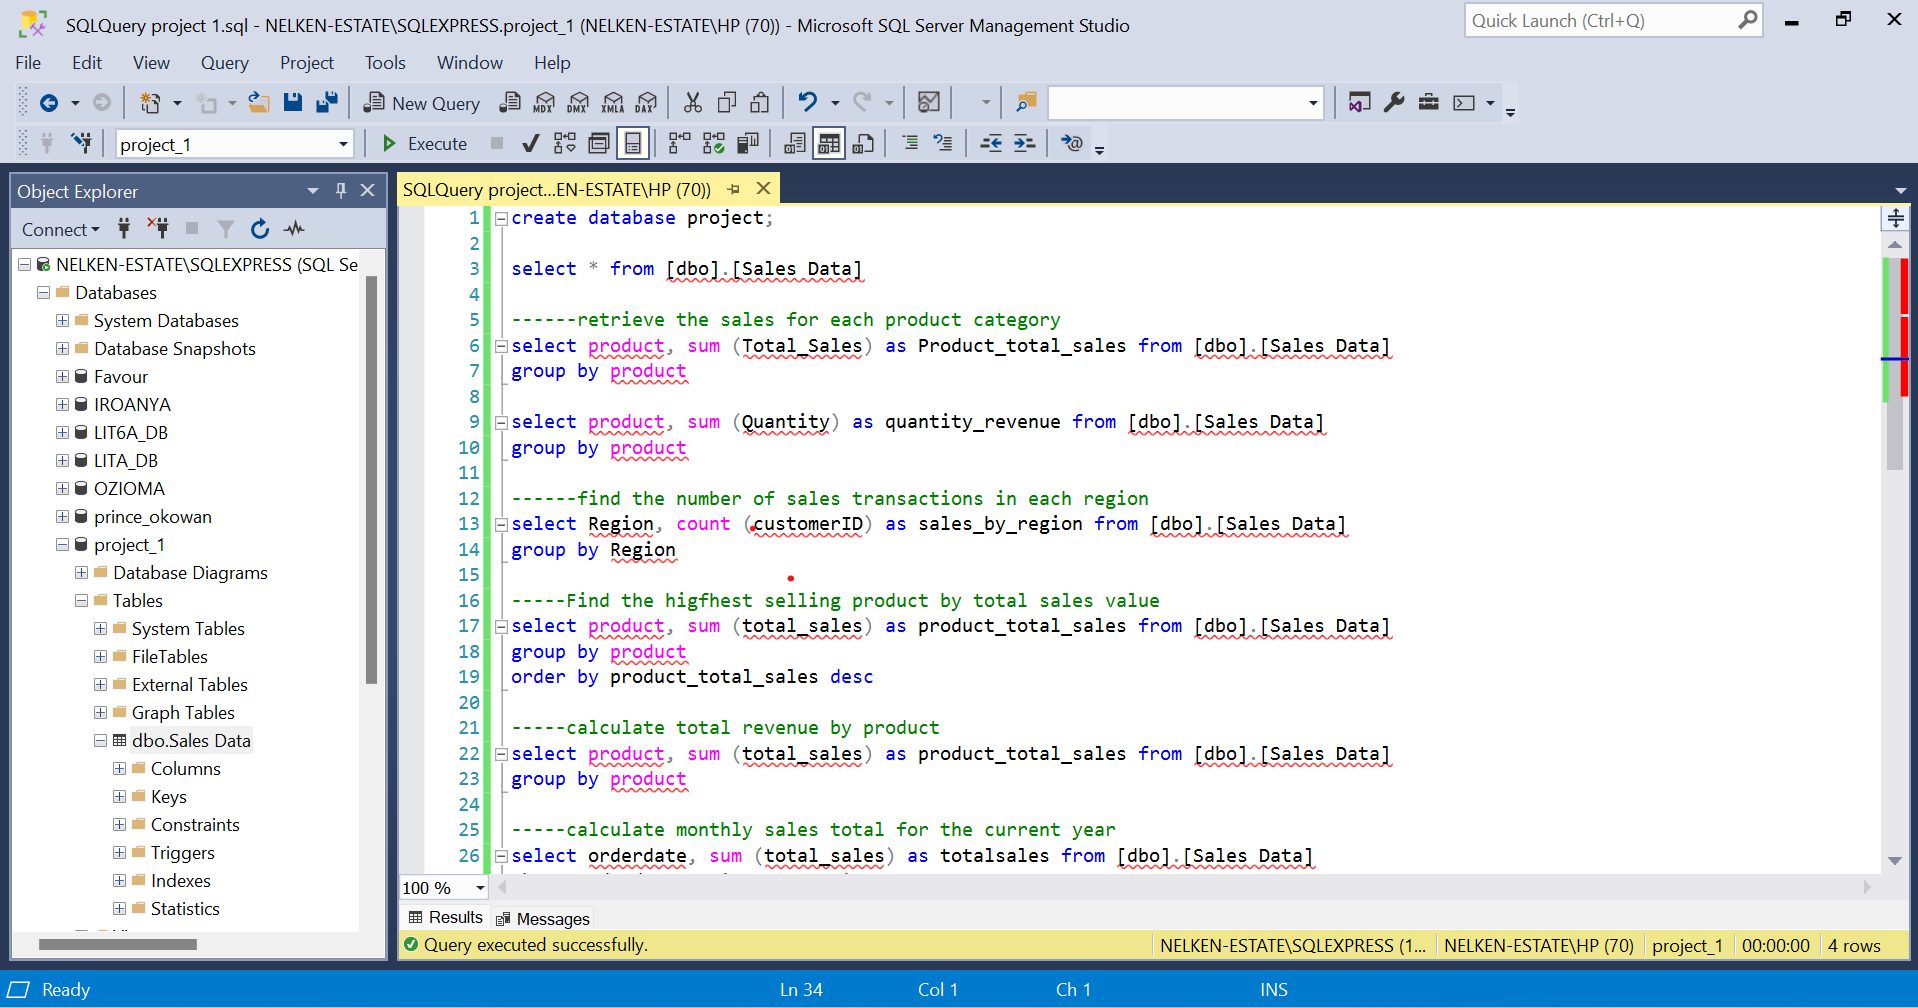 SQLQuery project 1.sql - NELKEN-ESTATE\SQLEXPRESS.project_1 (NELKEN-ESTATE\HP (70)) - Microsoft SQL Server Management Studio
Quick Launch (Ctrl+Q)
File Edit View Query Project Tools Window Help
New Query MDX DMX XMLA DAX
project_1 Execute
Object Explorer
Connect
NELKEN-ESTATE\SQLEXPRESS (SQL Se
Databases
System Databases
Database Snapshots
Favour
IROANYA
LIT6A_DB
LITA_DB
OZIOMA
prince_okowan
project_1
Database Diagrams
Tables
System Tables
FileTables
External Tables
Graph Tables
dbo.Sales Data
Columns
Keys
Constraints
Triggers
Indexes
Statistics
SQLQuery project...EN-ESTATE\HP (70))
1 create database project;
2
3 select * from [dbo].[Sales Data]
4
5 ------retrieve the sales for each product category
6 select product, sum (Total_Sales) as Product_total_sales from [dbo].[Sales Data]
7 group by product
8
9 select product, sum (Quantity) as quantity_revenue from [dbo].[Sales Data]
10 group by product
11
12 ------find the number of sales transactions in each region
13 select Region, count (customerID) as sales_by_region from [dbo].[Sales Data]
14 group by Region
15
16 -----Find the higfhest selling product by total sales value
17 select product, sum (total_sales) as product_total_sales from [dbo].[Sales Data]
18 group by product
19 order by product_total_sales desc
20
21 -----calculate total revenue by product
22 select product, sum (total_sales) as product_total_sales from [dbo].[Sales Data]
23 group by product
24
25 -----calculate monthly sales total for the current year
26 select orderdate, sum (total_sales) as totalsales from [dbo].[Sales Data]
100 %
Results Messages
Query executed successfully. NELKEN-ESTATE\SQLEXPRESS (1... NELKEN-ESTATE\HP (70) project_1 00:00:00 4 rows
Ready Ln 34 Col 1 Ch 1 INS